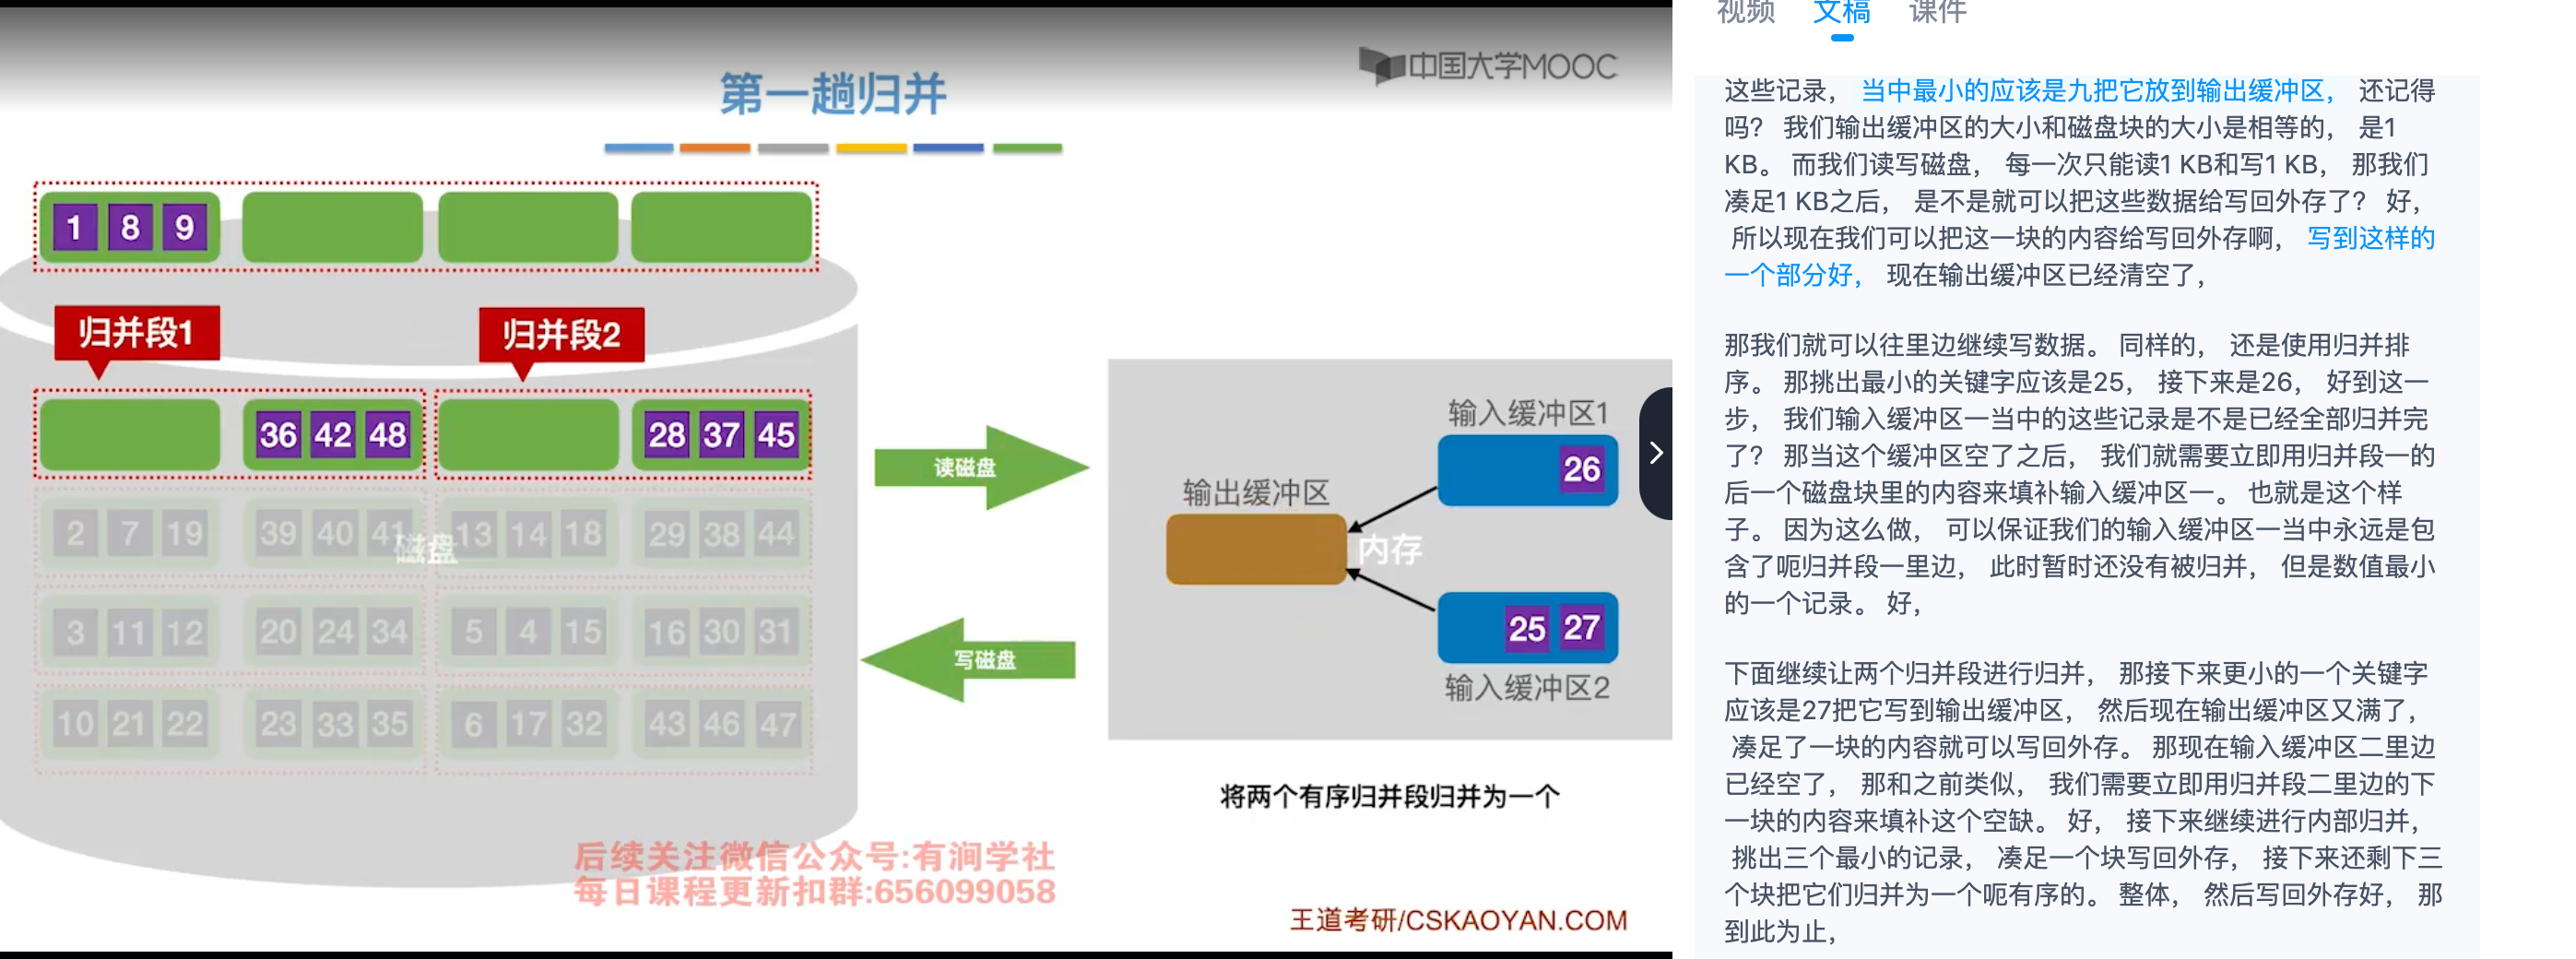 中国大学MOOC
第一趟归并
1 8 9
归并段1
归并段2
36 42 48
28 37 45
2 7 19 39 40 41 13 14 18 29 38 44
磁盘
3 11 12 20 24 34 5 4 15 16 30 31
10 21 22 23 33 35 6 17 32 43 46 47
读磁盘
写磁盘
输入缓冲区1
26
输出缓冲区
内存
25 27
输入缓冲区2
将两个有序归并段归并为一个
后续关注微信公众号:有涧学社
每日课程更新扣群:656099058
王道考研/CSKAOYAN.COM
视频 文稿 课件
这些记录， 当中最小的应该是九把它放到输出缓冲区， 还记得
吗？ 我们输出缓冲区的大小和磁盘块的大小是相等的， 是1
KB。 而我们读写磁盘， 每一次只能读1 KB和写1 KB， 那我们
凑足1 KB之后， 是不是就可以把这些数据给写回外存了？ 好，
所以现在我们可以把这一块的内容给写回外存啊， 写到这样的
一个部分好， 现在输出缓冲区已经清空了，
那我们就可以往里边继续写数据。 同样的， 还是使用归并排
序。 那挑出最小的关键字应该是25， 接下来是26， 好到这一
步， 我们输入缓冲区一当中的这些记录是不是已经全部归并完
了？ 那当这个缓冲区空了之后， 我们就需要立即用归并段一的
后一个磁盘块里的内容来填补输入缓冲区一。 也就是这个样
子。 因为这么做， 可以保证我们的输入缓冲区一当中永远是包
含了呃归并段一里边， 此时暂时还没有被归并， 但是数值最小
的一个记录。 好，
下面继续让两个归并段进行归并， 那接下来更小的一个关键字
应该是27把它写到输出缓冲区， 然后现在输出缓冲区又满了，
凑足了一块的内容就可以写回外存。 那现在输入缓冲区二里边
已经空了， 那和之前类似， 我们需要立即用归并段二里边的下
一块的内容来填补这个空缺。 好， 接下来继续进行内部归并，
挑出三个最小的记录， 凑足一个块写回外存， 接下来还剩下三
个块把它们归并为一个呃有序的。 整体， 然后写回外存好， 那
到此为止，